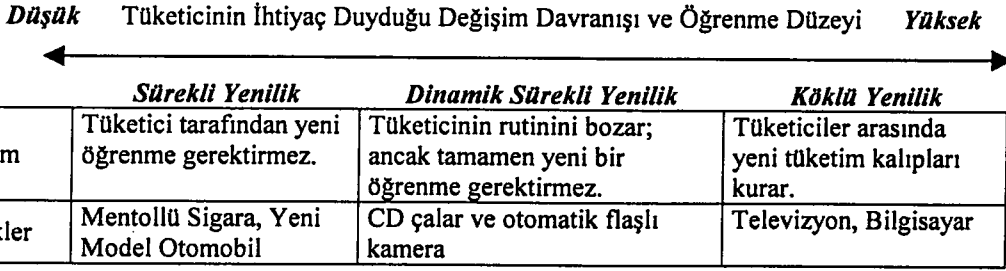 Düşük Tüketicinin İhtiyaç Duyduğu Değişim Davranışı ve Öğrenme Düzeyi Yüksek
Sürekli Yenilik Dinamik Sürekli Yenilik Köklü Yenilik
Tüketici tarafından yeni Tüketicinin rutinini bozar; Tüketiciler arasında
m öğrenme gerektirmez. ancak tamamen yeni bir yeni tüketim kalıpları
öğrenme gerektirmez. kurar.
Mentollü Sigara, Yeni CD çalar ve otomatik flaşlı Televizyon, Bilgisayar
kler Model Otomobil kamera